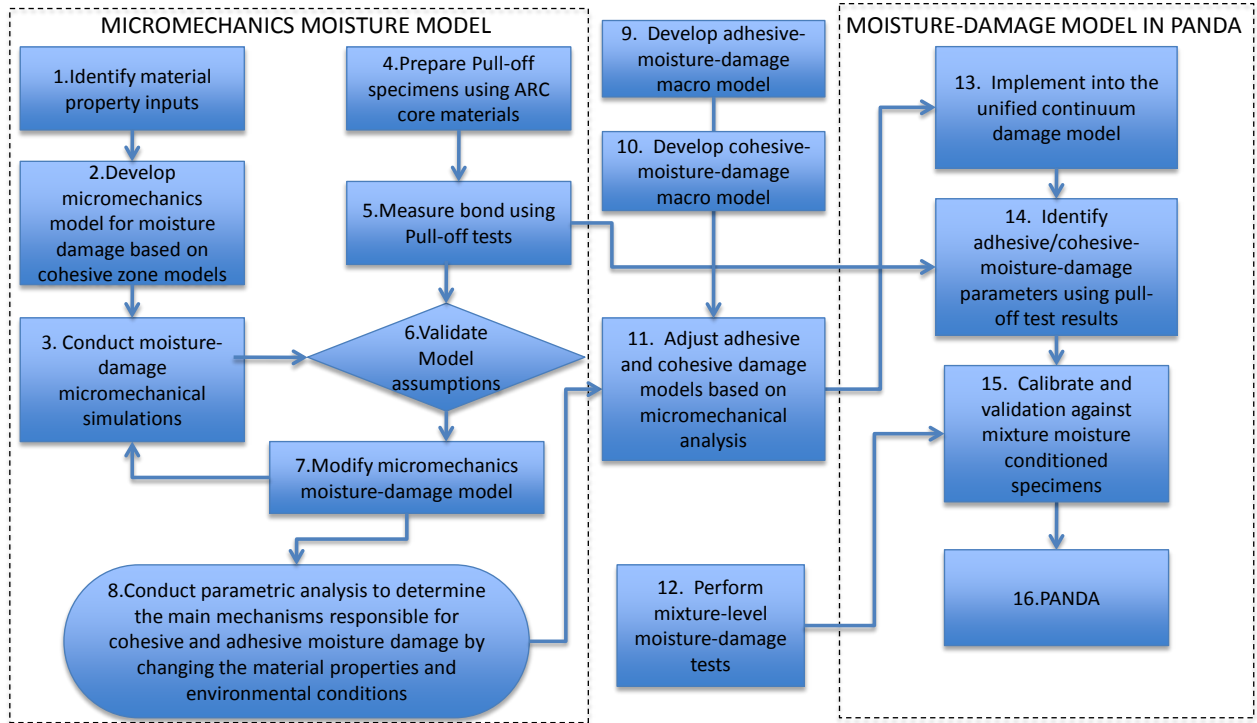 MICROMECHANICS MOISTURE MODEL
1.Identify material
property inputs
2.Develop
micromechanics
model for moisture
damage based on
cohesive zone models
3. Conduct moisture-
damage
micromechanical
simulations
4.Prepare Pull-off
specimens using ARC
core materials
5.Measure bond using
Pull-off tests
6.Validate
Model
assumptions
7.Modify micromechanics
moisture-damage model
8.Conduct parametric analysis to determine
the main mechanisms responsible for
cohesive and adhesive moisture damage by
changing the material properties and
environmental conditions
9. Develop adhesive-
moisture-damage
macro model
10. Develop cohesive-
moisture-damage
macro model
11. Adjust adhesive
and cohesive damage
models based on
micromechanical
analysis
12. Perform
mixture-level
moisture-damage
tests
MOISTURE-DAMAGE MODEL IN PANDA
13. Implement into the
unified continuum
damage model
14. Identify
adhesive/cohesive-
moisture-damage
parameters using pull-
off test results
15. Calibrate and
validation against
mixture moisture
conditioned
specimens
16.PANDA